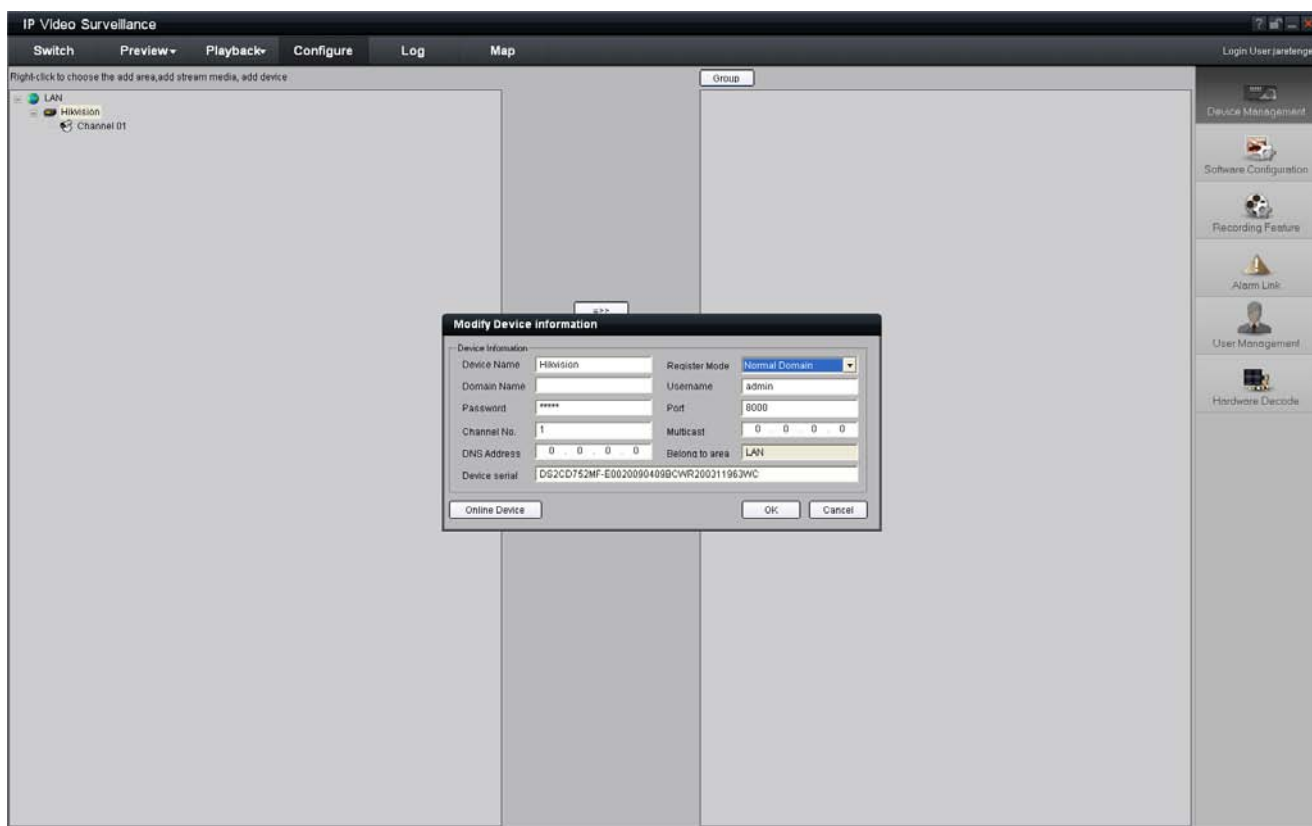 IP Video Surveillance
Switch Preview Playback Configure Log Map Login User:jarefenge
Right-click to choose the add area,add stream media, add device
Group
LAN
Hikvision
Channel 01
Device Management
Software Configuration
Recording Feature
Alarm Link
User Management
Hardware Decode
=>>
Modify Device information
Device Information
Device Name Hikvision Register Mode Normal Domain
Domain Name Username admin
Password ***** Port 8000
Channel No. 1 Multicast 0 . 0 . 0 . 0
DNS Address 0 . 0 . 0 . 0 Belong to area LAN
Device serial DS2CD752MF-E0020090409BCWR200311963WC
Online Device OK Cancel